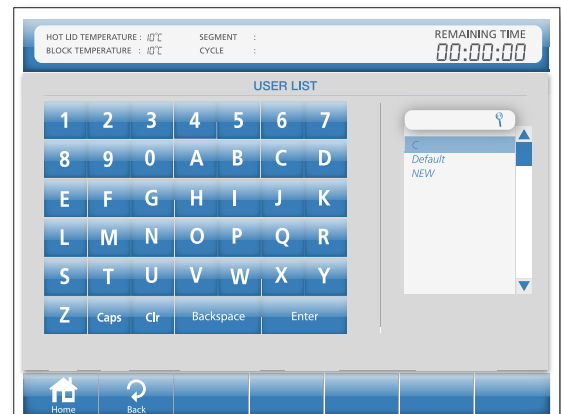 HOT LID TEMPERATURE : 10°C SEGMENT : REMAINING TIME
BLOCK TEMPERATURE : 10°C CYCLE : 00:00:00
USER LIST
1 2 3 4 5 6 7
8 9 0 A B C D
E F G H I J K
L M N O P Q R
S T U V W X Y
Z Caps Clr Backspace Enter
C
Default
NEW
Home Back